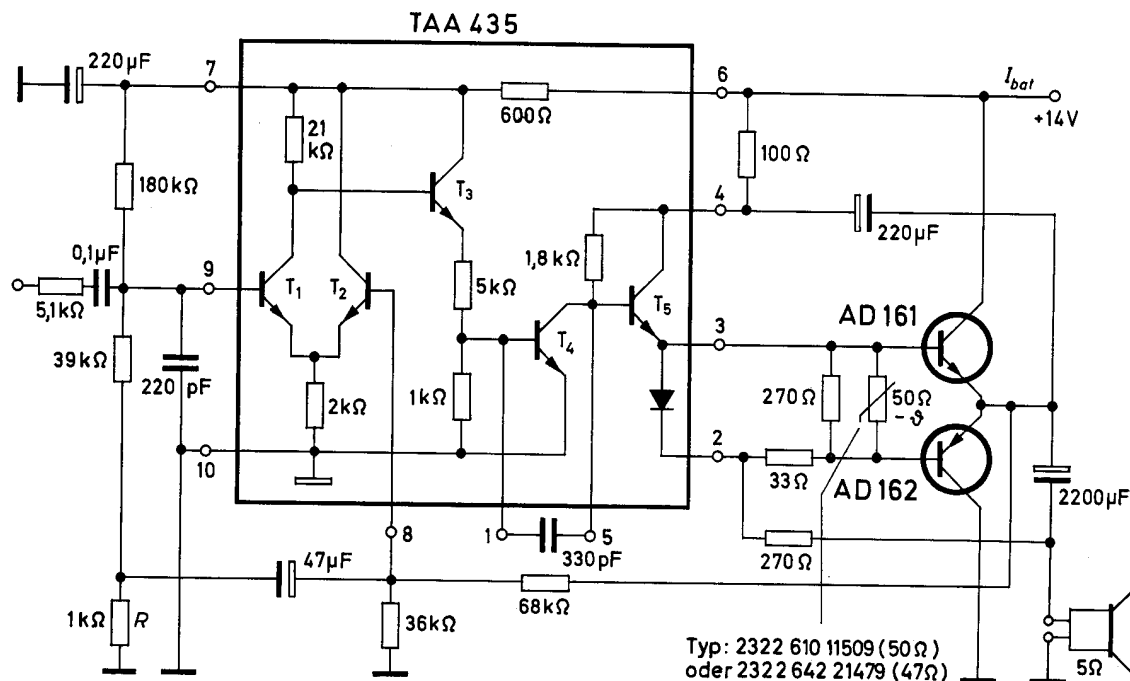 TAA 435
220µF
7
6
I_bat
+14V
21
kΩ
600Ω
100Ω
180kΩ
T₃
4
0,1µF
9
1,8kΩ
220µF
5,1kΩ
T₁
T₂
5kΩ
T₅
AD 161
T₄
3
39kΩ
220 pF
2kΩ
1kΩ
270Ω
50Ω
-ϑ
2
10
33Ω
AD 162
2200µF
8
1
5
330pF
270Ω
47µF
1kΩ R
36kΩ
68kΩ
Typ: 2322 610 11509 (50Ω)
oder 2322 642 21479 (47Ω)
5Ω